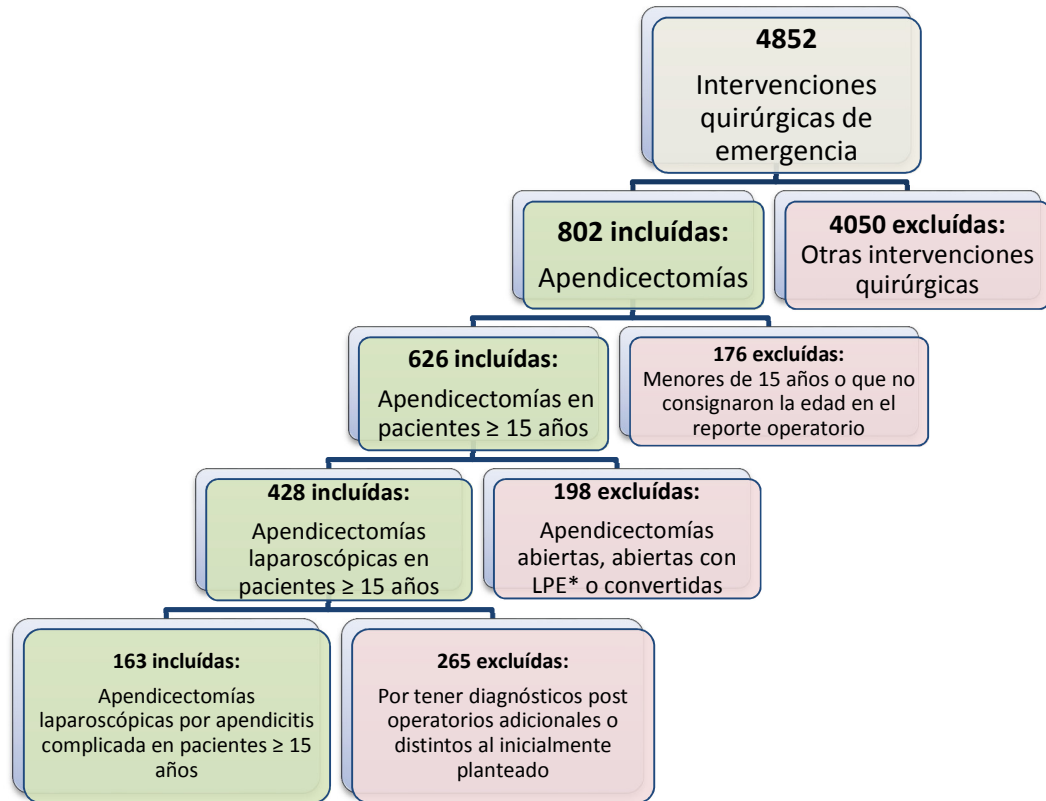 4852
Intervenciones
quirúrgicas de
emergencia
802 incluídas:
Apendicectomías
4050 excluídas:
Otras intervenciones
quirúrgicas
626 incluídas:
Apendicectomías en
pacientes ≥ 15 años
176 excluídas:
Menores de 15 años o que no
consignaron la edad en el
reporte operatorio
428 incluídas:
Apendicectomías
laparoscópicas en
pacientes ≥ 15 años
198 excluídas:
Apendicectomías
abiertas, abiertas con
LPE* o convertidas
163 incluídas:
Apendicectomías
laparoscópicas por apendicitis
complicada en pacientes ≥ 15
años
265 excluídas:
Por tener diagnósticos post
operatorios adicionales o
distintos al inicialmente
planteado